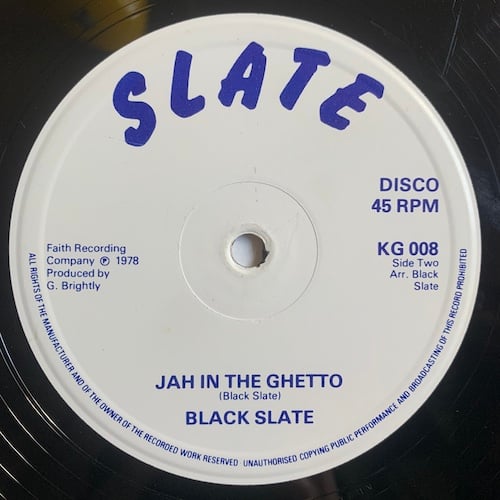 SLATE
DISCO
45 RPM
Faith Recording
Company ℗ 1978
Produced by
G. Brightly
KG 008
Side Two
Arr. Black
Slate
JAH IN THE GHETTO
(Black Slate)
BLACK SLATE
ALL RIGHTS OF THE MANUFACTURER AND OF THE OWNER OF THE RECORDED WORK RESERVED UNAUTHORISED COPYING PUBLIC PERFORMANCE AND BROADCASTING OF THIS RECORD PROHIBITED